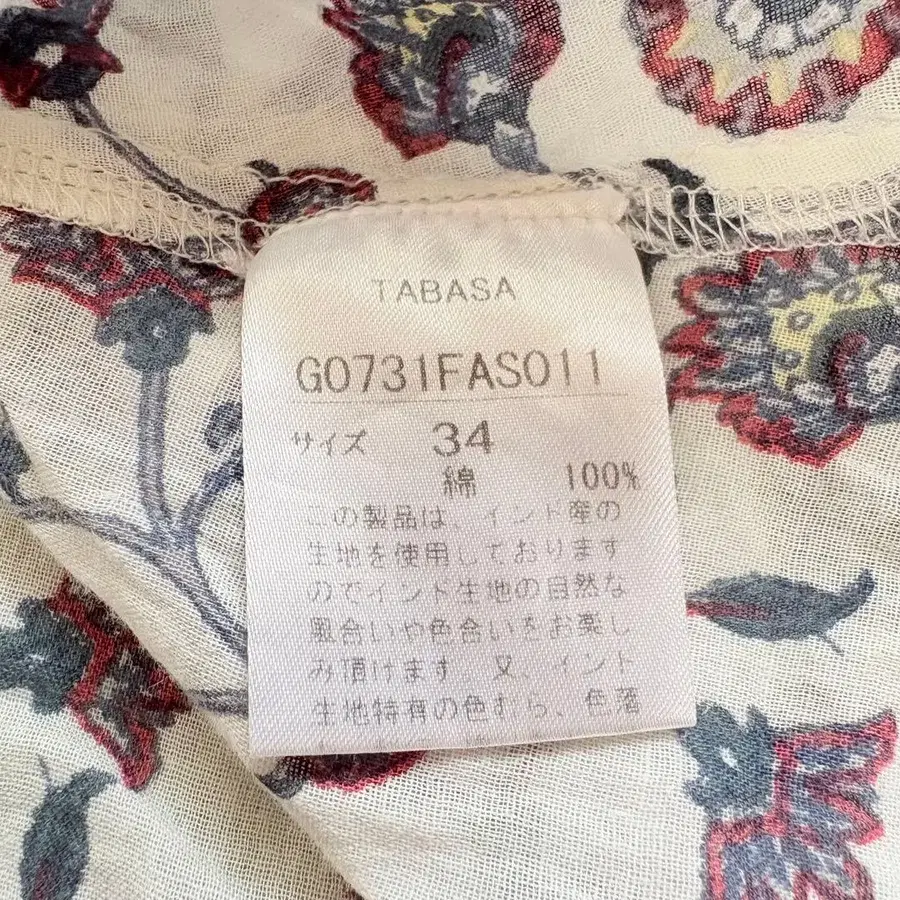 TABASA
G0731FAS011
サイズ 34
綿 100%
この製品は、インド産の
生地を使用しております
のでインド生地の自然な
風合いや色合いをお楽し
み頂けます。又、インド
生地特有の色むら、色落